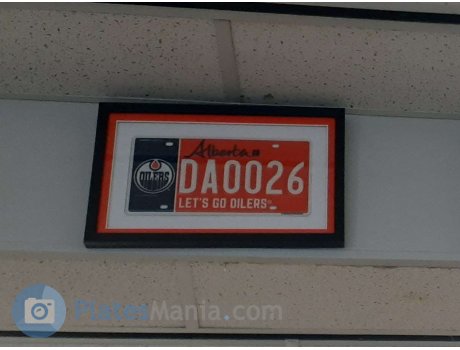 Alberta
OILERS
DA0026
LET'S GO OILERS
PlatesMania.com